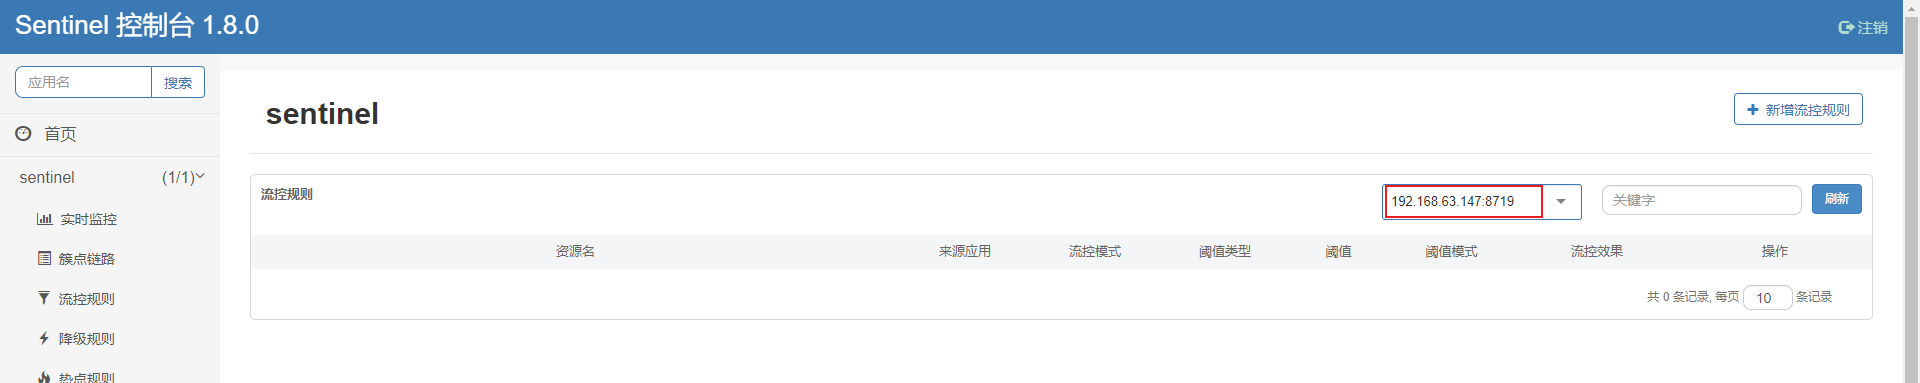 Sentinel 控制台 1.8.0
注销
应用名 搜索
首页
sentinel (1/1)
实时监控
簇点链路
流控规则
降级规则
热点规则
sentinel
新增流控规则
流控规则
192.168.63.147:8719
关键字
刷新
资源名 来源应用 流控模式 阈值类型 阈值 阈值模式 流控效果 操作
共 0 条记录, 每页 10 条记录